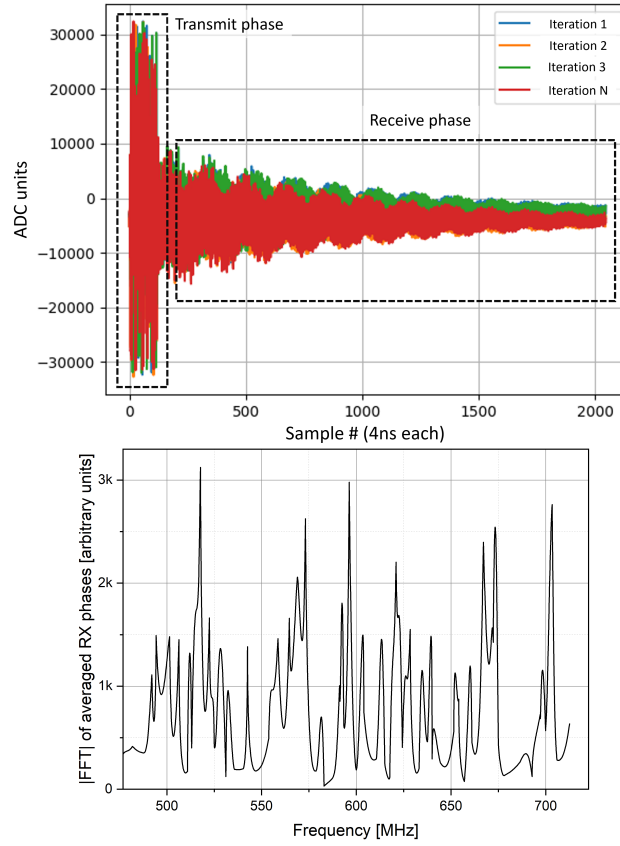 Transmit phase
Iteration 1
Iteration 2
Iteration 3
Iteration N
Receive phase
ADC units
30000
20000
10000
0
−10000
−20000
−30000
0
500
1000
1500
2000
Sample # (4ns each)
|FFT| of averaged RX phases [arbitrary units]
3k
2k
1k
0
500
550
600
650
700
Frequency [MHz]